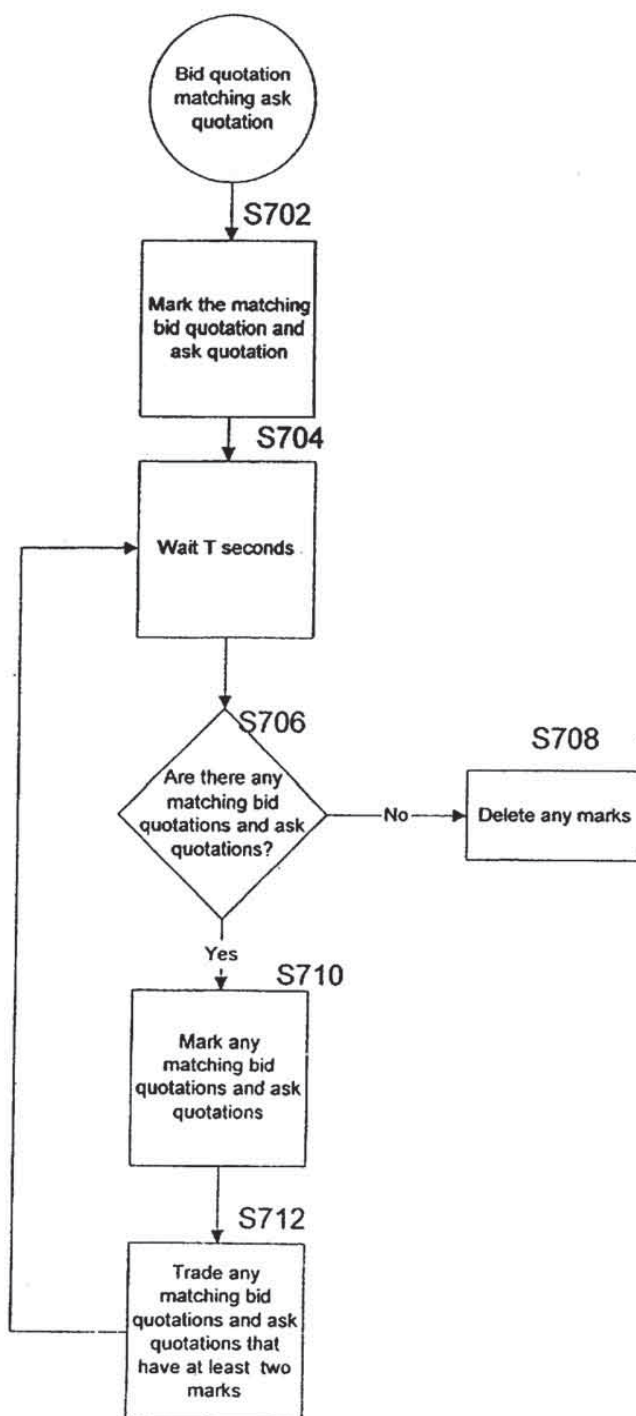 Bid quotation
matching ask
quotation
S702
Mark the matching
bid quotation and
ask quotation
S704
Wait T seconds
S706
Are there any
matching bid
quotations and ask
quotations?
No
S708
Delete any marks
Yes
S710
Mark any
matching bid
quotations and ask
quotations
S712
Trade any
matching bid
quotations and ask
quotations that
have at least two
marks